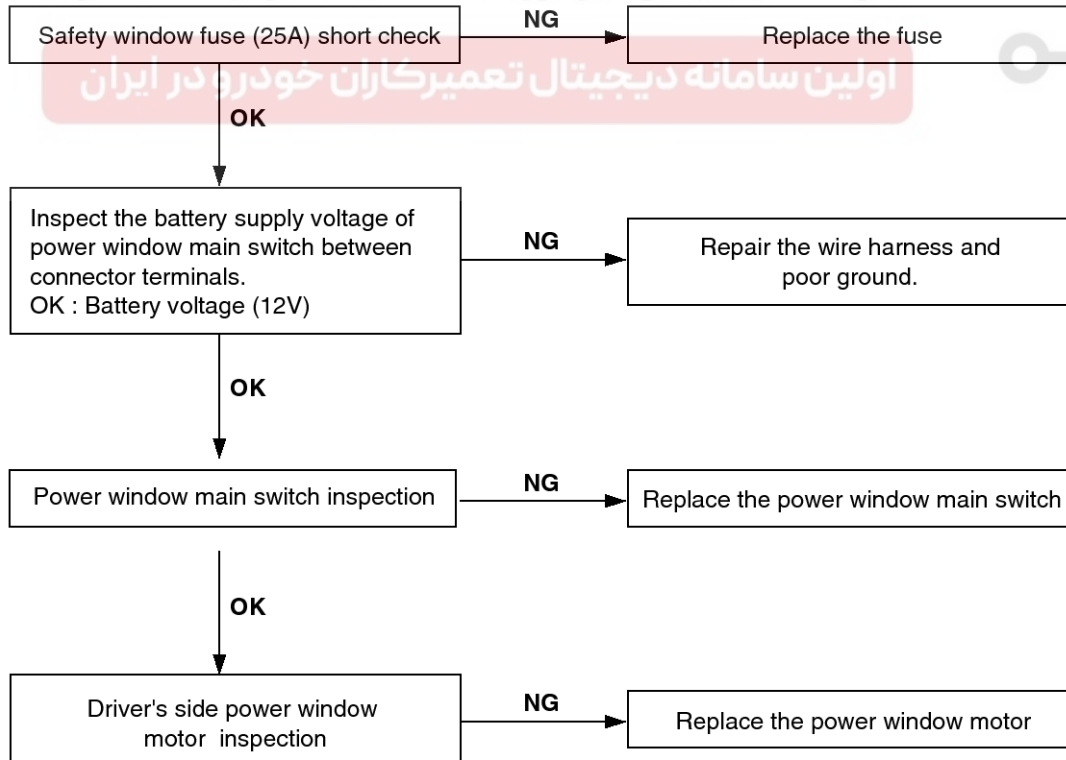 Safety window fuse (25A) short check
NG
Replace the fuse
اولین سامانه دیجیتال تعمیرکاران خودرو در ایران
OK
Inspect the battery supply voltage of
power window main switch between
connector terminals.
OK : Battery voltage (12V)
NG
Repair the wire harness and
poor ground.
OK
Power window main switch inspection
NG
Replace the power window main switch
OK
Driver's side power window
motor inspection
NG
Replace the power window motor